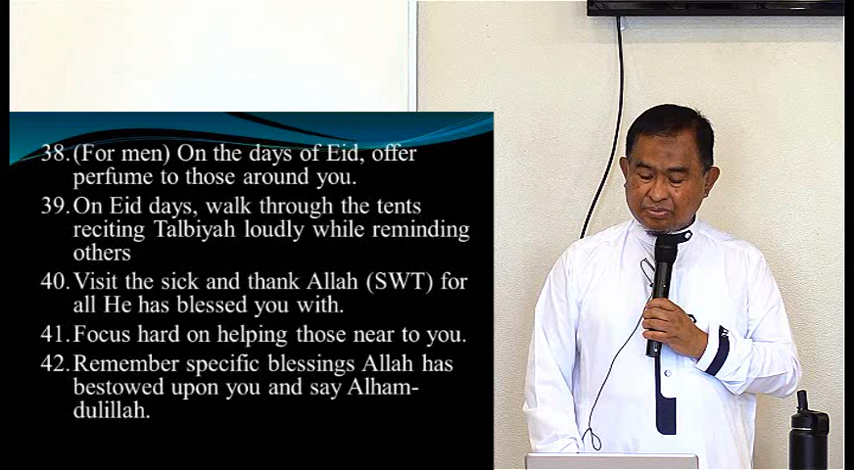 38. (For men) On the days of Eid, offer
perfume to those around you.
39. On Eid days, walk through the tents
reciting Talbiyah loudly while reminding
others
40. Visit the sick and thank Allah (SWT) for
all He has blessed you with.
41. Focus hard on helping those near to you.
42. Remember specific blessings Allah has
bestowed upon you and say Alham-
dulillah.